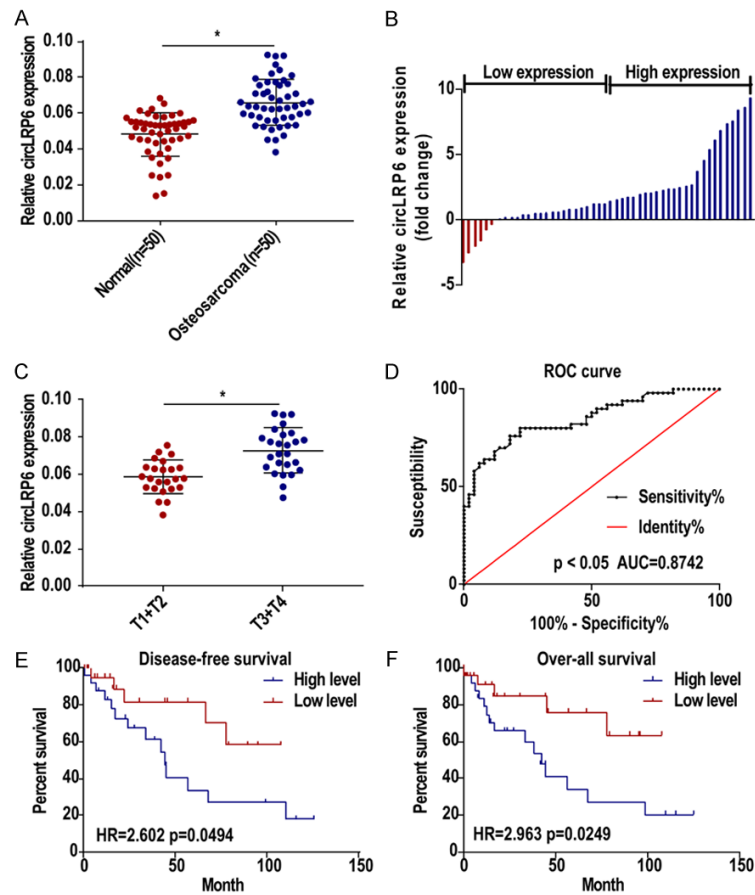 A
*
Relative circLRP6 expression
0.10
0.08
0.06
0.04
0.02
0.00
Normal(n=50)
Osteosarcoma (n=50)
B
Low expression
High expression
Relative circLRP6 expression
(fold change)
10
5
0
-5
C
*
Relative circLRP6 expression
0.10
0.08
0.06
0.04
0.02
0.00
T1+T2
T3+T4
D
ROC curve
Susceptibility
100
50
0
Sensitivity%
Identity%
p < 0.05 AUC=0.8742
0
50
100
100% - Specificity%
E
Disease-free survival
High level
Low level
Percent survival
100
80
60
40
20
HR=2.602 p=0.0494
0
50
100
150
Month
F
Over-all survival
High level
Low level
Percent survival
100
80
60
40
20
0
HR=2.963 p=0.0249
0
50
100
150
Month